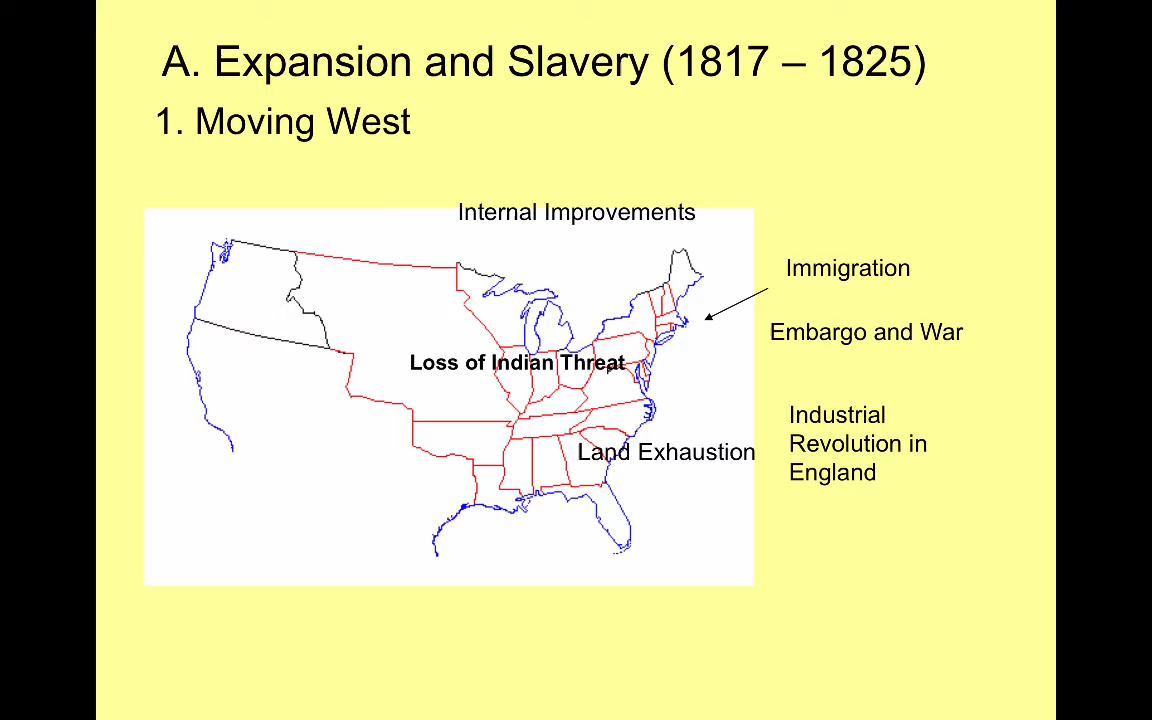 A. Expansion and Slavery (1817 – 1825)
1. Moving West
Internal Improvements
Immigration
Embargo and War
Loss of Indian Threat
Industrial
Revolution in
England
Land Exhaustion